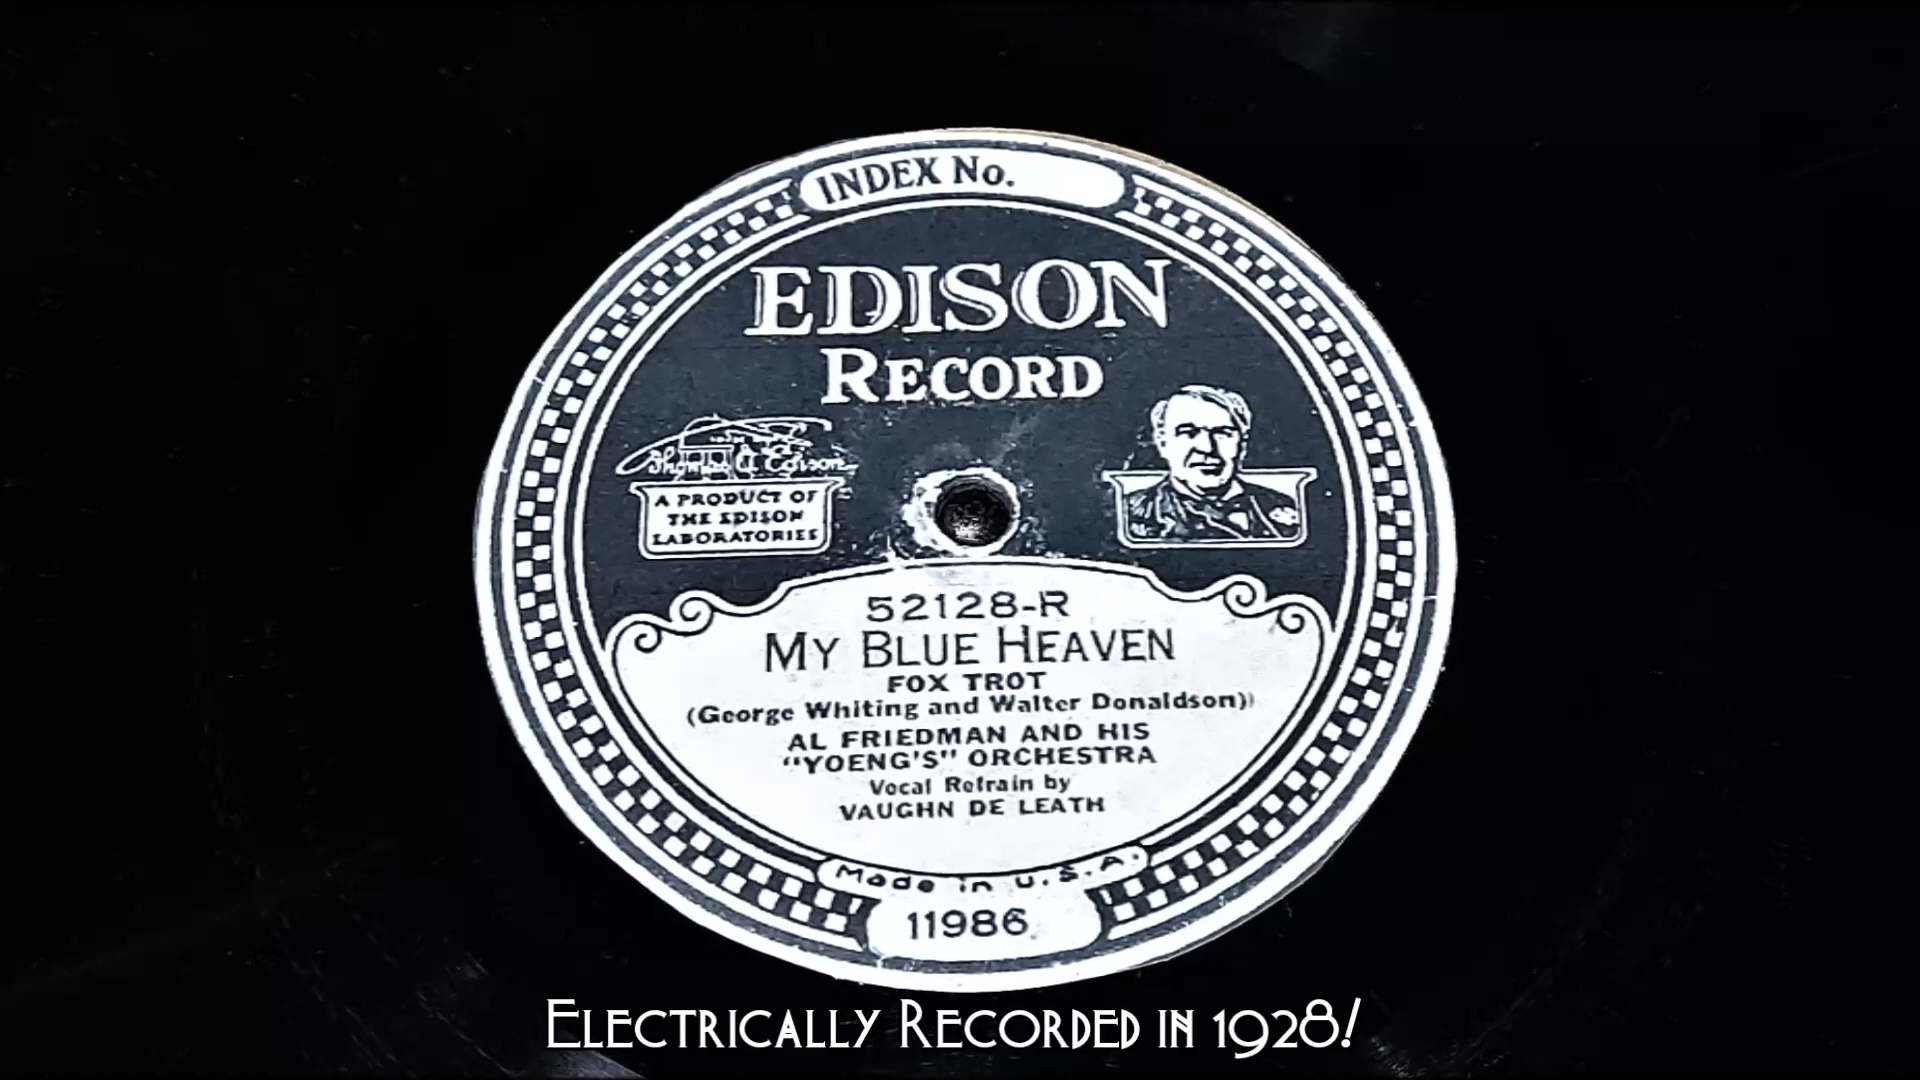 INDEX No.
EDISON
RECORD
Thomas A Edison
A PRODUCT OF
THE EDISON
LABORATORIES
52128-R
MY BLUE HEAVEN
FOX TROT
(George Whiting and Walter Donaldson)
AL FRIEDMAN AND HIS
"YOENG'S" ORCHESTRA
Vocal Refrain by
VAUGHN DE LEATH
Made in U.S.A.
11986
ELECTRICALLY RECORDED IN 1928!